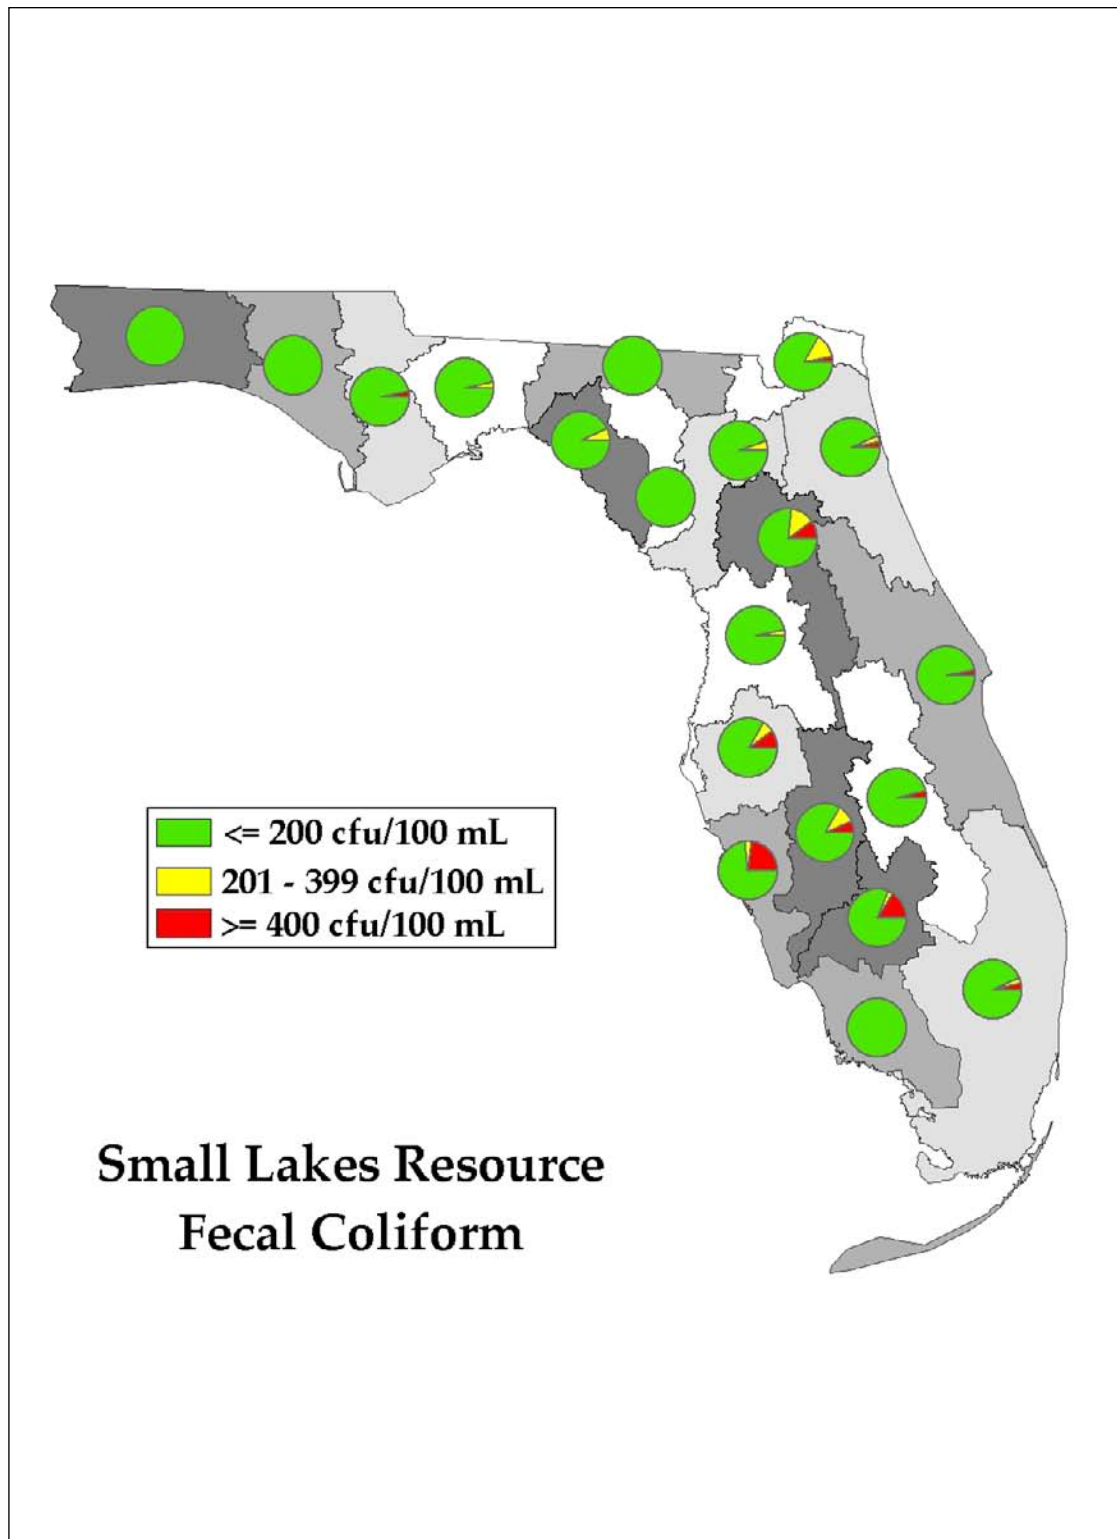 <= 200 cfu/100 mL
201 - 399 cfu/100 mL
>= 400 cfu/100 mL
Small Lakes Resource
Fecal Coliform